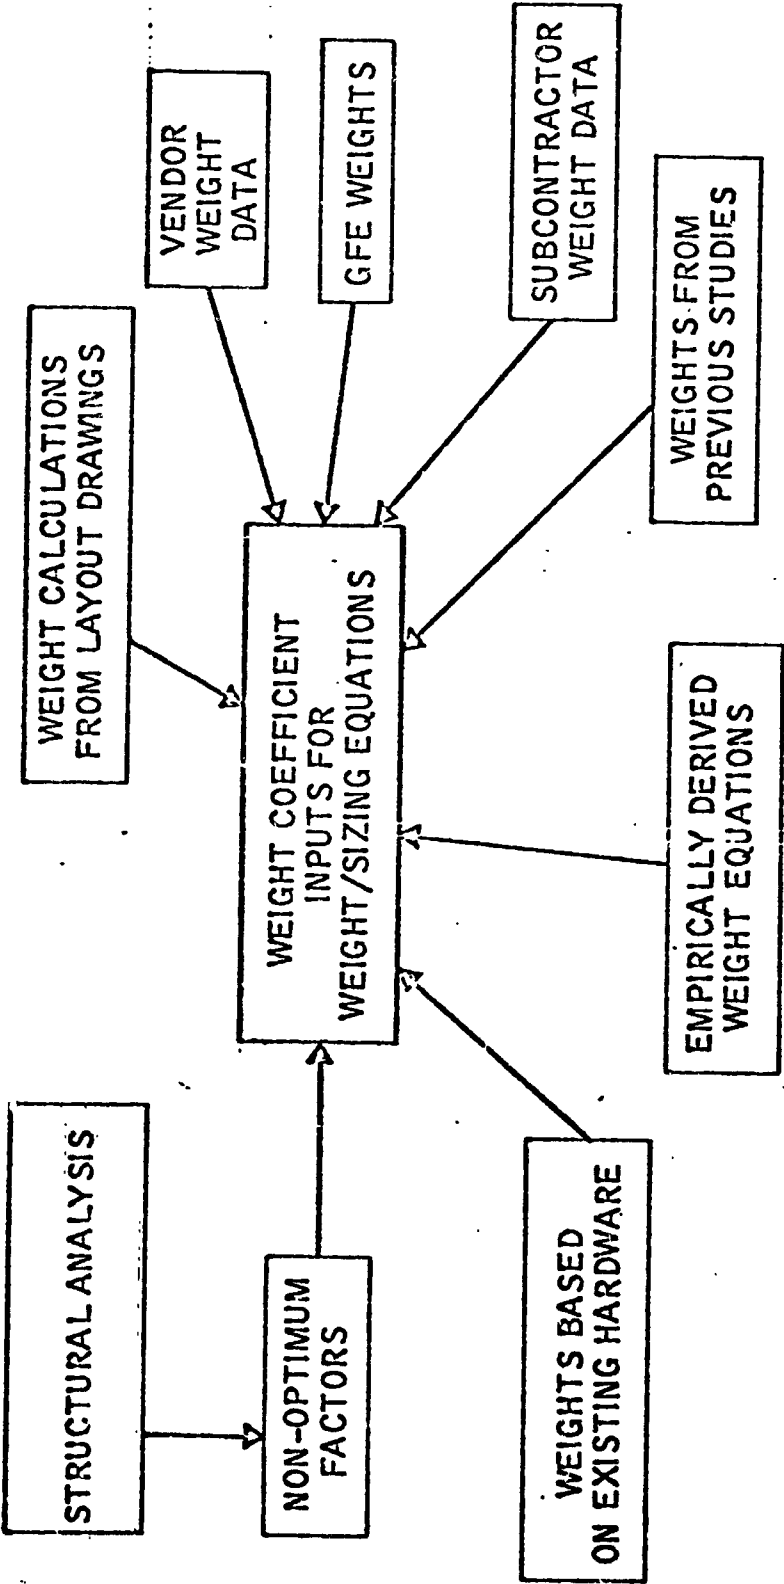 STRUCTURAL ANALYSIS
WEIGHT CALCULATIONS
FROM LAYOUT DRAWINGS
VENDOR
WEIGHT
DATA
NON-OPTIMUM
FACTORS
WEIGHT COEFFICIENT
INPUTS FOR
WEIGHT/SIZING EQUATIONS
GFE WEIGHTS
SUBCONTRACTOR
WEIGHT DATA
WEIGHTS BASED
ON EXISTING HARDWARE
EMPIRICALLY DERIVED
WEIGHT EQUATIONS
WEIGHTS FROM
PREVIOUS STUDIES